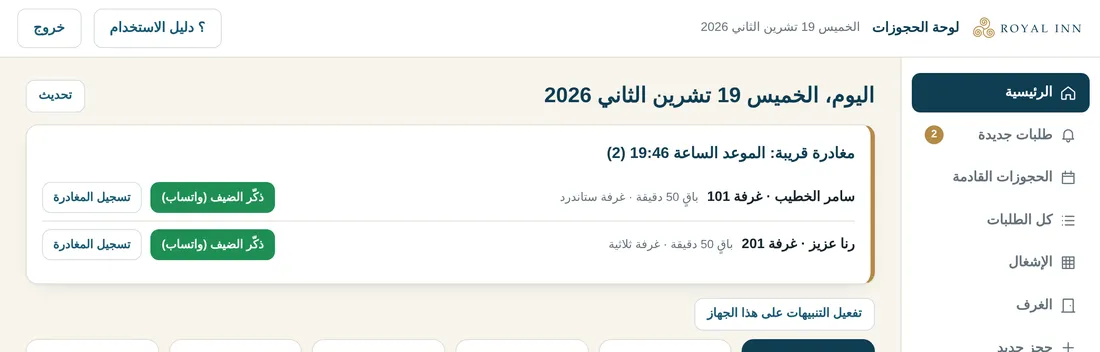 ROYAL INN
لوحة الحجوزات
الخميس 19 تشرين الثاني 2026
؟ دليل الاستخدام
خروج
الرئيسية
طلبات جديدة
2
الحجوزات القادمة
كل الطلبات
الإشغال
الغرف
حجز جديد
اليوم، الخميس 19 تشرين الثاني 2026
تحديث
مغادرة قريبة: الموعد الساعة 19:46 (2)
سامر الخطيب · غرفة 101 باقٍ 50 دقيقة · غرفة ستاندرد
ذكّر الضيف (واتساب)
تسجيل المغادرة
رنا عزيز · غرفة 201 باقٍ 50 دقيقة · غرفة ثلاثية
ذكّر الضيف (واتساب)
تسجيل المغادرة
تفعيل التنبيهات على هذا الجهاز